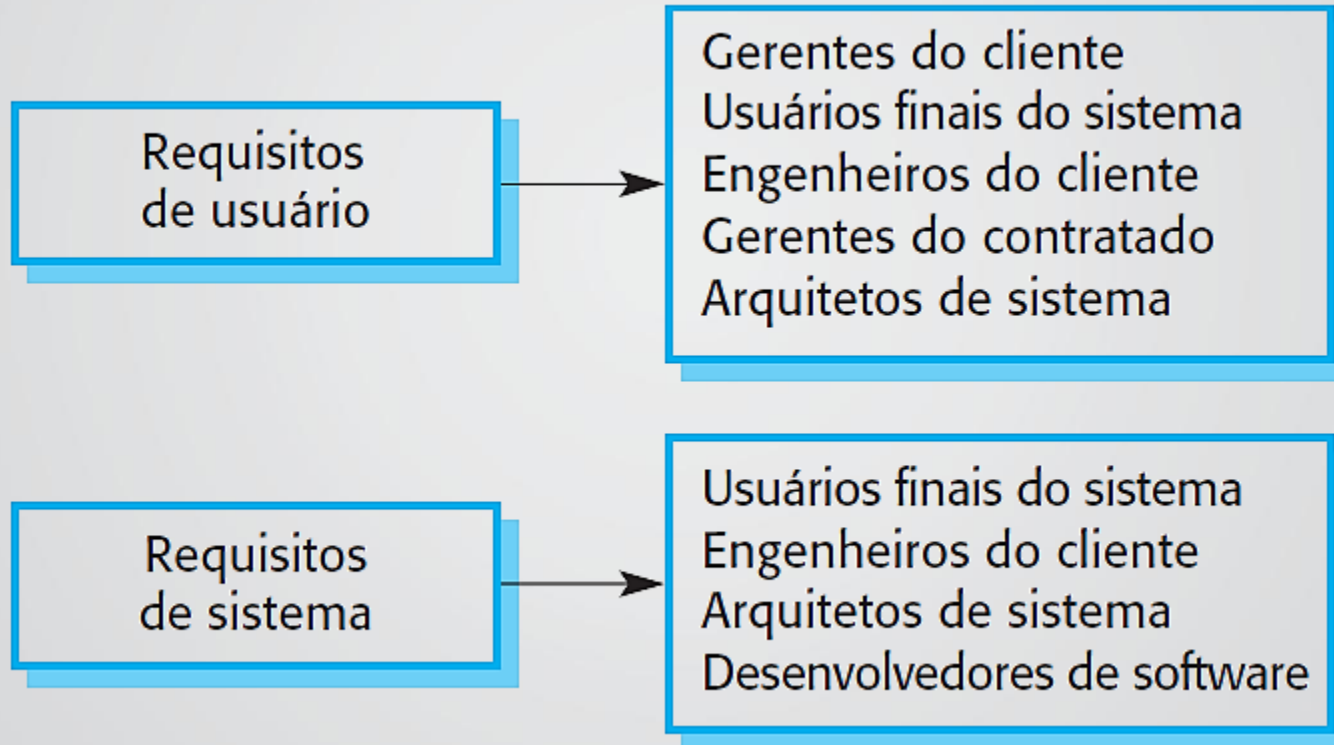 Requisitos
de usuário
Gerentes do cliente
Usuários finais do sistema
Engenheiros do cliente
Gerentes do contratado
Arquitetos de sistema
Requisitos
de sistema
Usuários finais do sistema
Engenheiros do cliente
Arquitetos de sistema
Desenvolvedores de software